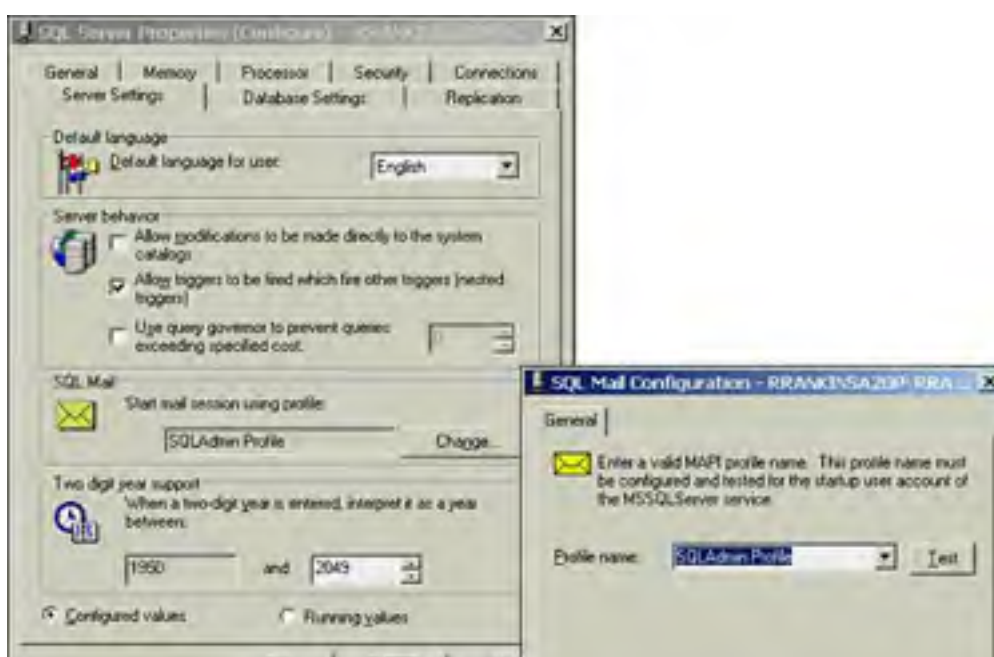 SQL Server Properties (Configure) -
General Memory Processor Security Connections
Server Settings Database Settings Replication
Default language
Default language for user:
English
Server behavior
Allow modifications to be made directly to the system
catalogs
Allow triggers to be fired which fire other triggers (nested
triggers)
Use query governor to prevent queries
exceeding specified cost.
0
SQL Mail
Start mail session using profile:
SQLAdmin Profile
Change...
Two digit year support
When a two-digit year is entered, interpret it as a year
between:
1950 and 2049
Configured values Running values
SQL Mail Configuration -
General
Enter a valid MAPI profile name. This profile name must
be configured and tested for the startup user account of
the MSSQLServer service.
Profile name: SQLAdmin Profile Test